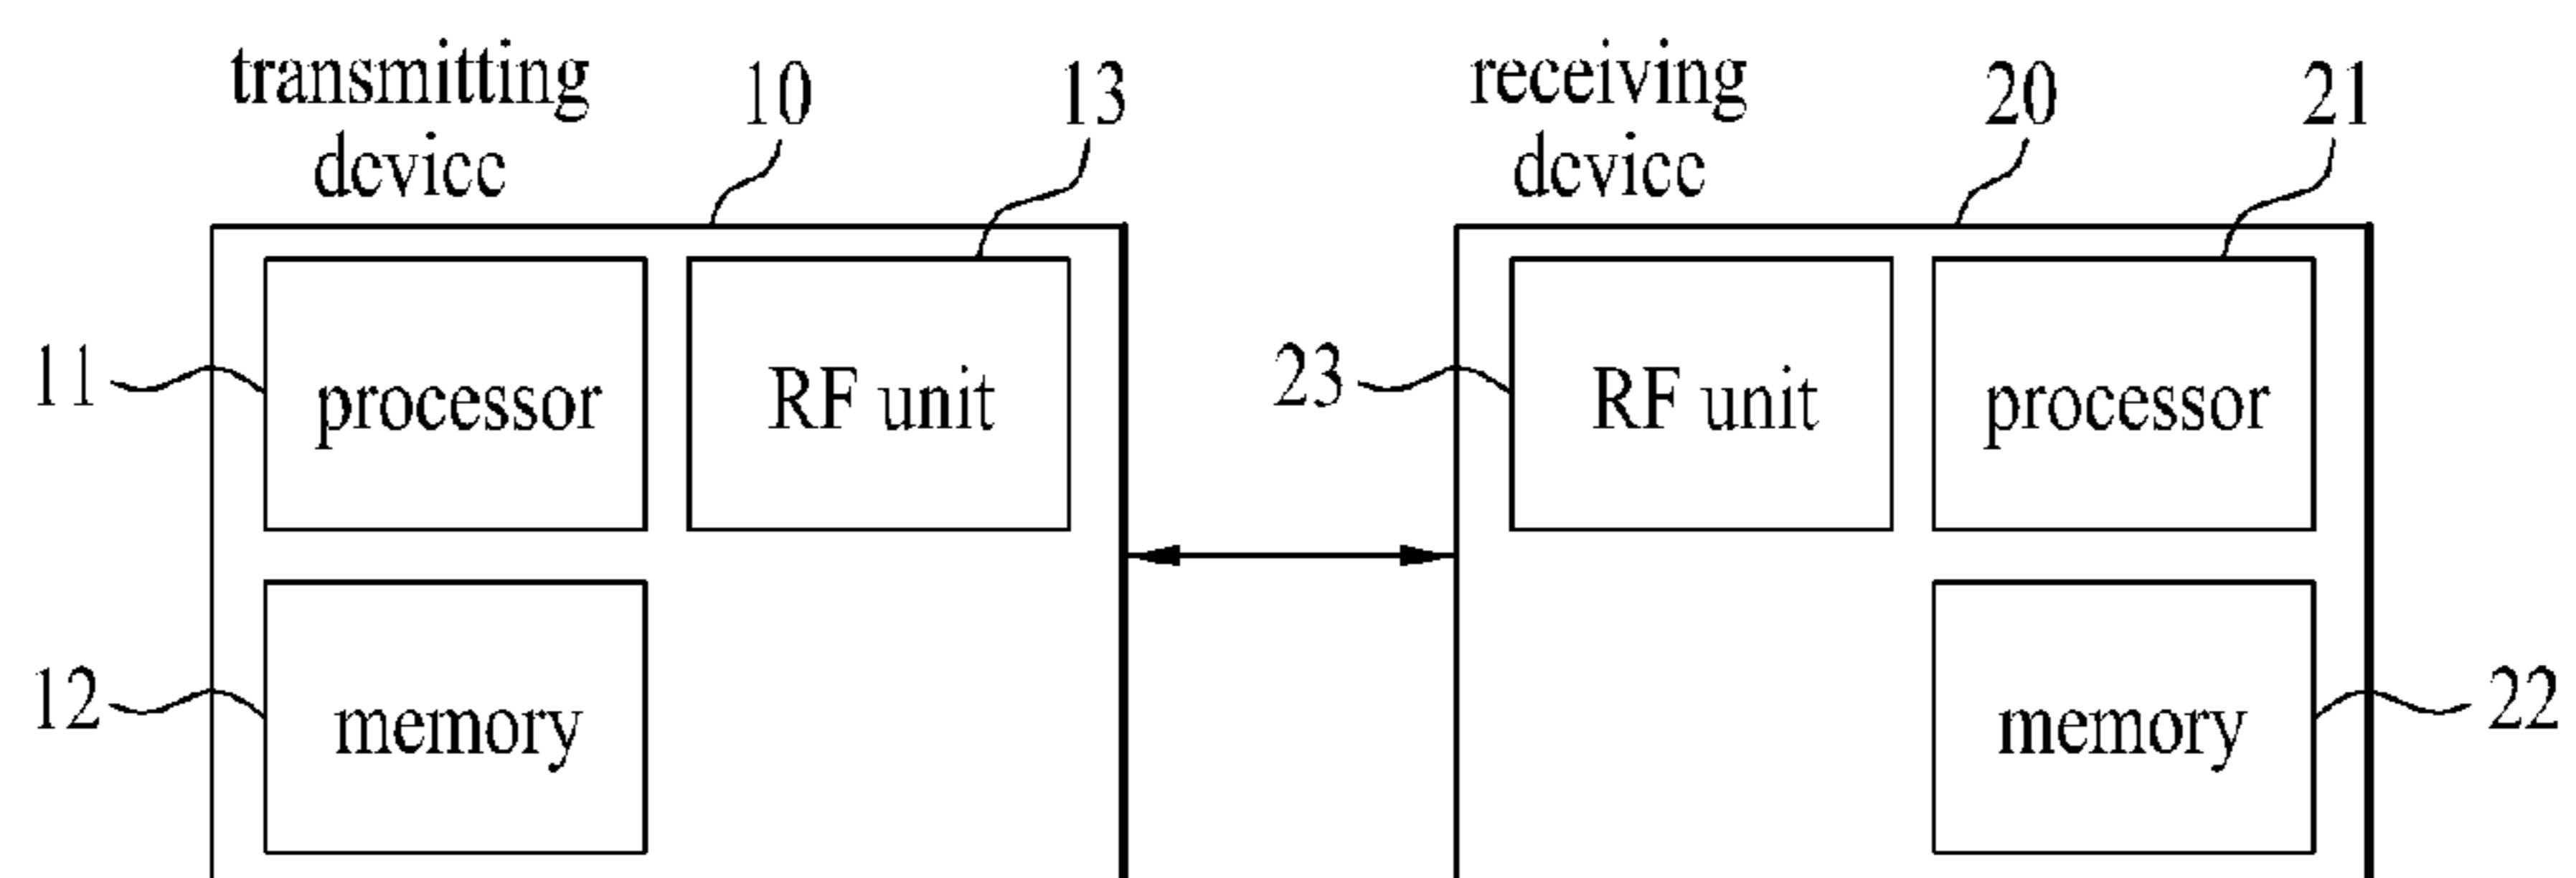 transmitting
device
10
13
receiving
device
20
21
11
processor
RF unit
23
RF unit
processor
12
memory
memory
22